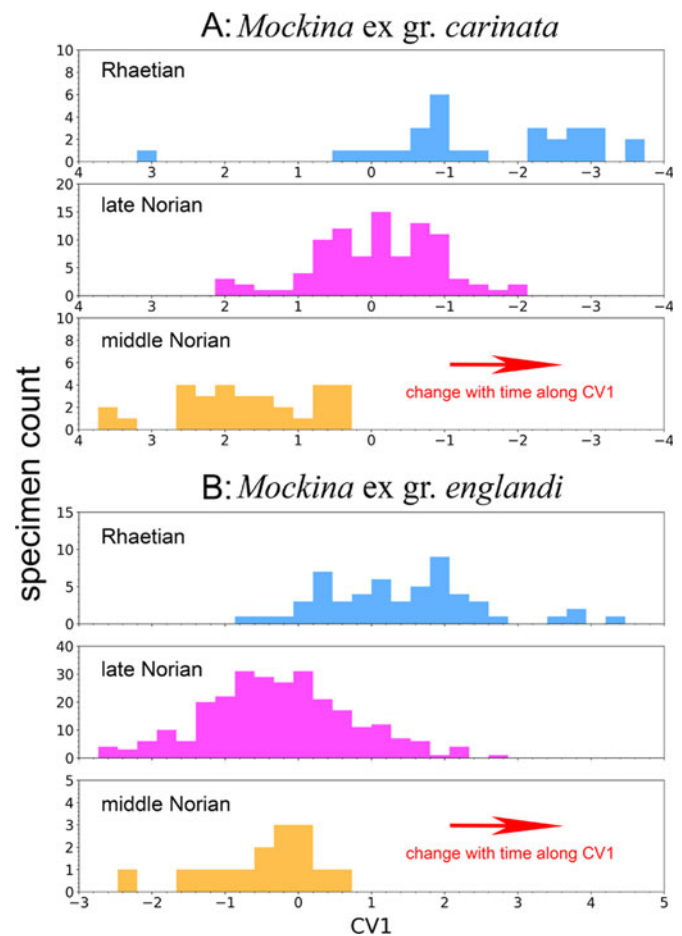 A: Mockina ex gr. carinata
10
8
6
4
2
0
Rhaetian
4 3 2 1 0 −1 −2 −3 −4
20
15
10
5
0
late Norian
4 3 2 1 0 −1 −2 −3 −4
10
8
6
4
2
0
middle Norian
change with time along CV1
4 3 2 1 0 −1 −2 −3 −4
specimen count
B: Mockina ex gr. englandi
15
10
5
0
Rhaetian
40
30
20
10
0
late Norian
5
4
3
2
1
0
middle Norian
change with time along CV1
−3 −2 −1 0 1 2 3 4 5
CV1